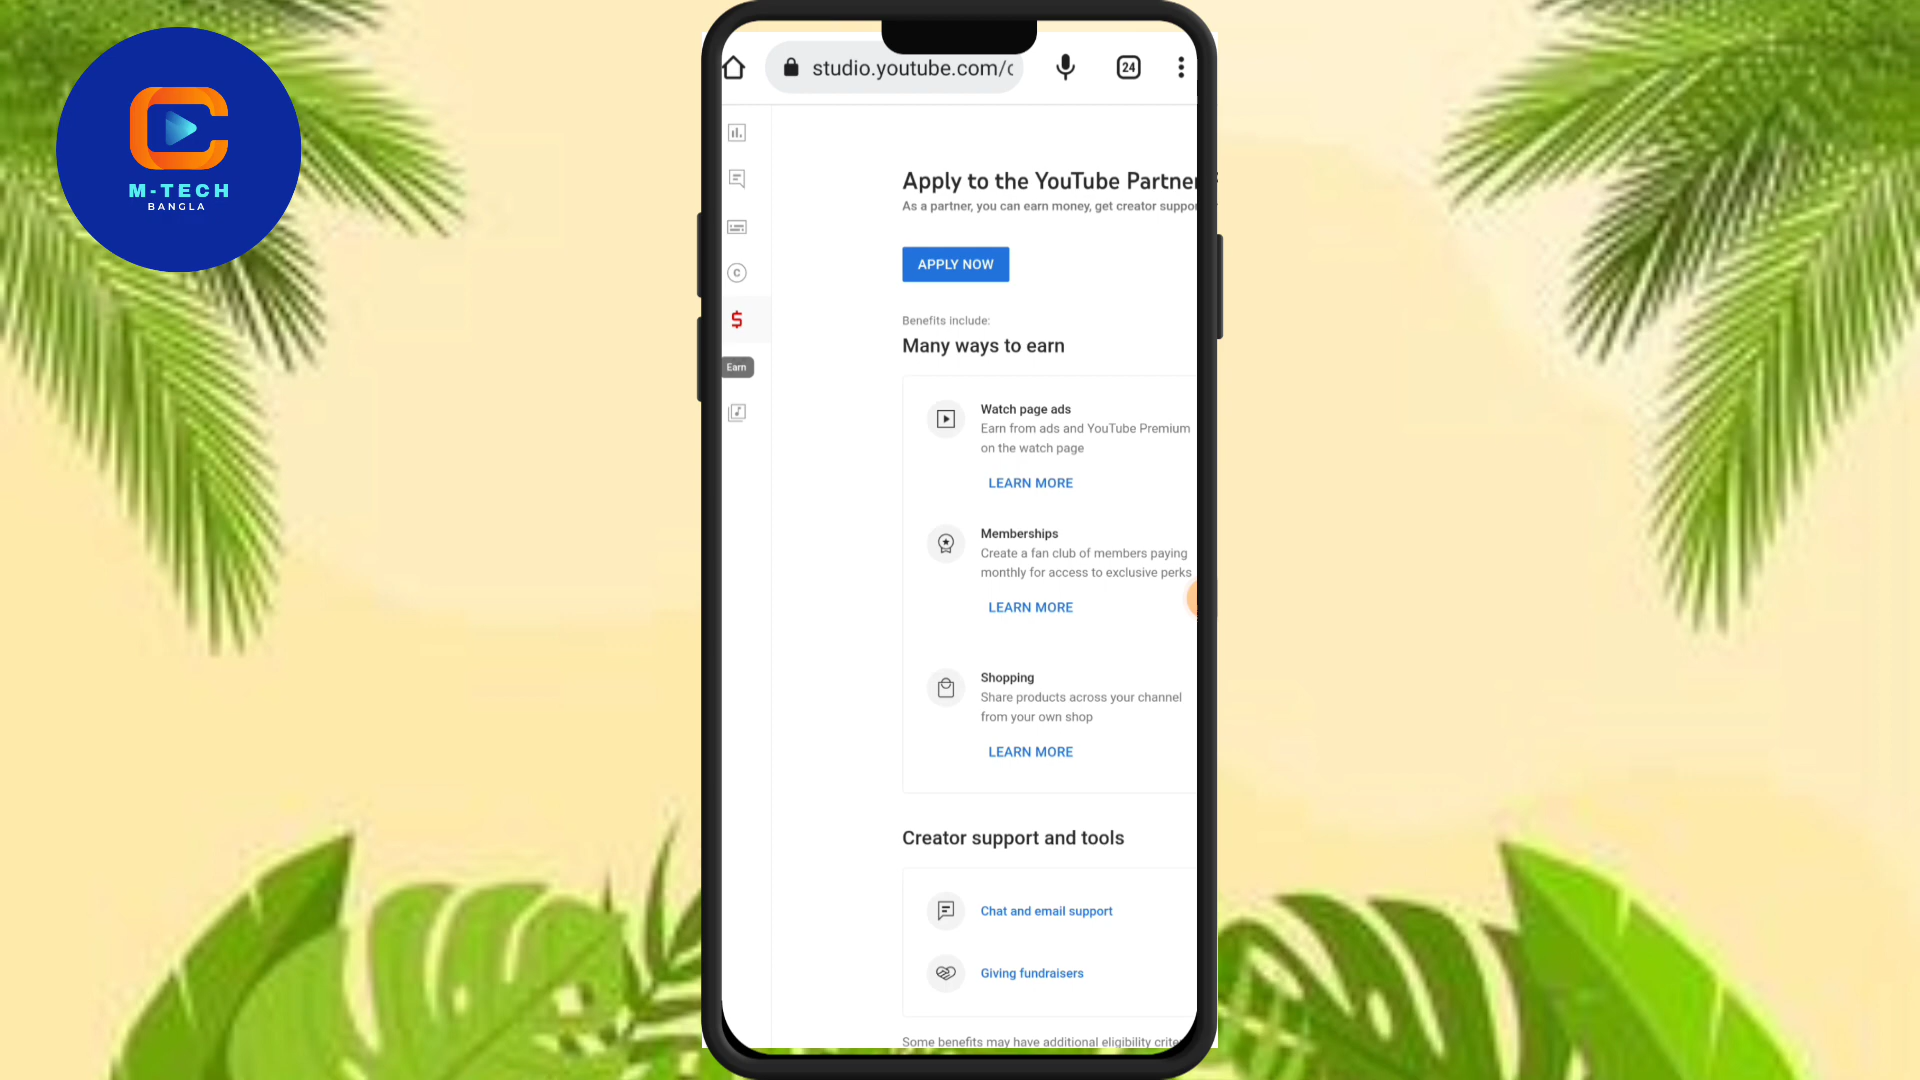 M-TECH
BANGLA
studio.youtube.com/
24
Apply to the YouTube Partner
As a partner, you can earn money, get creator
APPLY NOW
Benefits include:
Many ways to earn
$
Earn
Watch page ads
Earn from ads and YouTube Premium
on the watch page
LEARN MORE
Memberships
Create a fan club of members paying
monthly for access to exclusive perks
LEARN MORE
Shopping
Share products across your channel
from your own shop
LEARN MORE
Creator support and tools
Chat and email support
Giving fundraisers
Some benefits may have additional eligibility